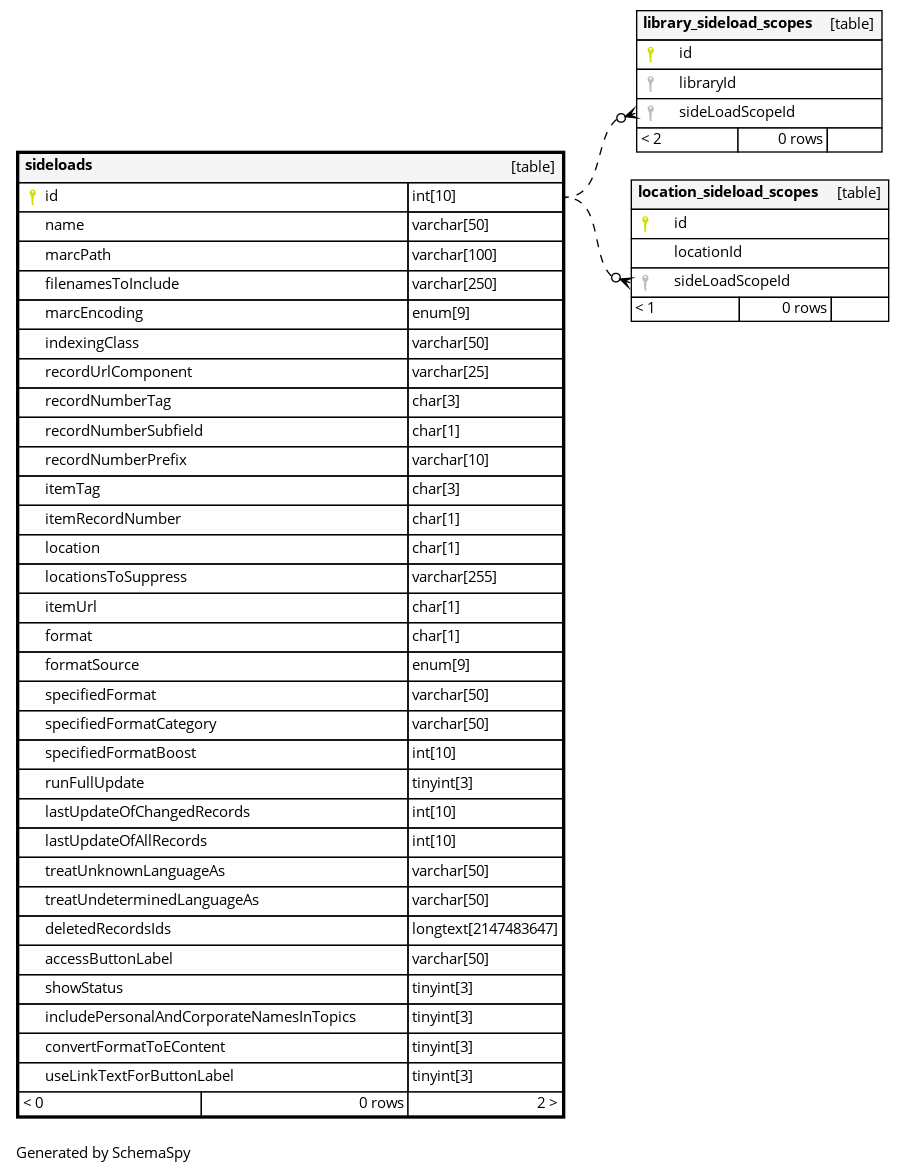 library_sideload_scopes [table]
id
libraryId
sideLoadScopeId
< 2 0 rows
location_sideload_scopes [table]
id
locationId
sideLoadScopeId
< 1 0 rows
sideloads [table]
id int[10]
name varchar[50]
marcPath varchar[100]
filenamesToInclude varchar[250]
marcEncoding enum[9]
indexingClass varchar[50]
recordUrlComponent varchar[25]
recordNumberTag char[3]
recordNumberSubfield char[1]
recordNumberPrefix varchar[10]
itemTag char[3]
itemRecordNumber char[1]
location char[1]
locationsToSuppress varchar[255]
itemUrl char[1]
format char[1]
formatSource enum[9]
specifiedFormat varchar[50]
specifiedFormatCategory varchar[50]
specifiedFormatBoost int[10]
runFullUpdate tinyint[3]
lastUpdateOfChangedRecords int[10]
lastUpdateOfAllRecords int[10]
treatUnknownLanguageAs varchar[50]
treatUndeterminedLanguageAs varchar[50]
deletedRecordsIds longtext[2147483647]
accessButtonLabel varchar[50]
showStatus tinyint[3]
includePersonalAndCorporateNamesInTopics tinyint[3]
convertFormatToEContent tinyint[3]
useLinkTextForButtonLabel tinyint[3]
< 0 0 rows 2 >
Generated by SchemaSpy